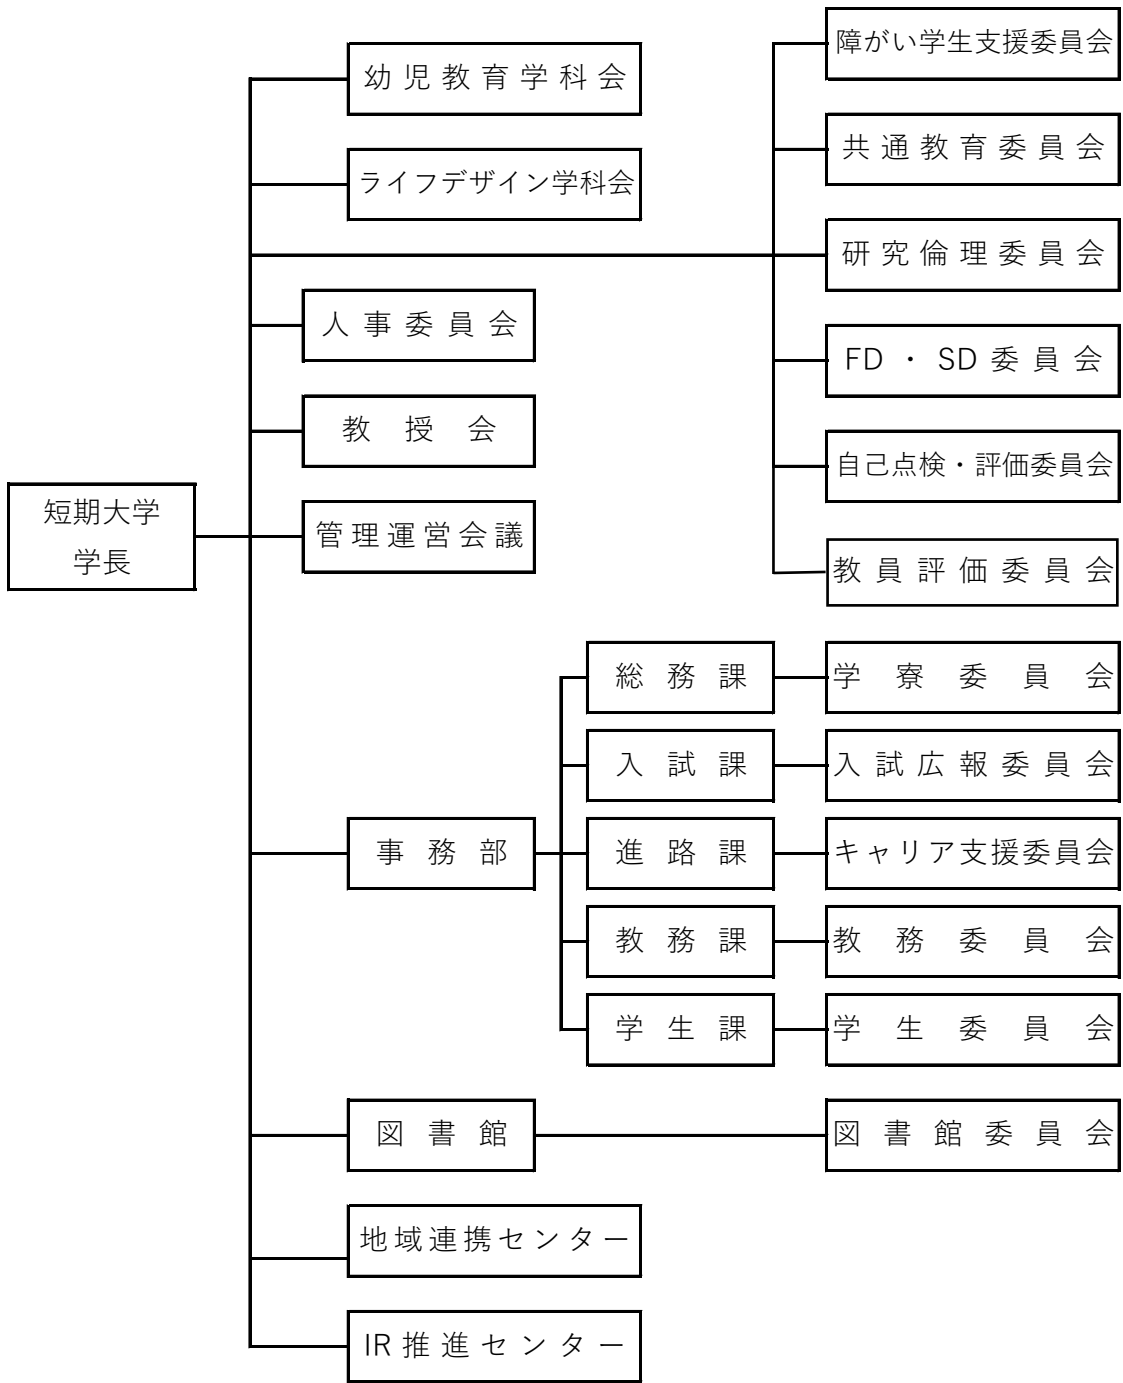 障がい学生支援委員会
幼児教育学科会
共通教育委員会
ライフデザイン学科会
研究倫理委員会
人事委員会
FD・SD委員会
教授会
自己点検・評価委員会
短期大学
学長
管理運営会議
教員評価委員会
総務課
学寮委員会
入試課
入試広報委員会
事務部
進路課
キャリア支援委員会
教務課
教務委員会
学生課
学生委員会
図書館
図書館委員会
地域連携センター
IR推進センター